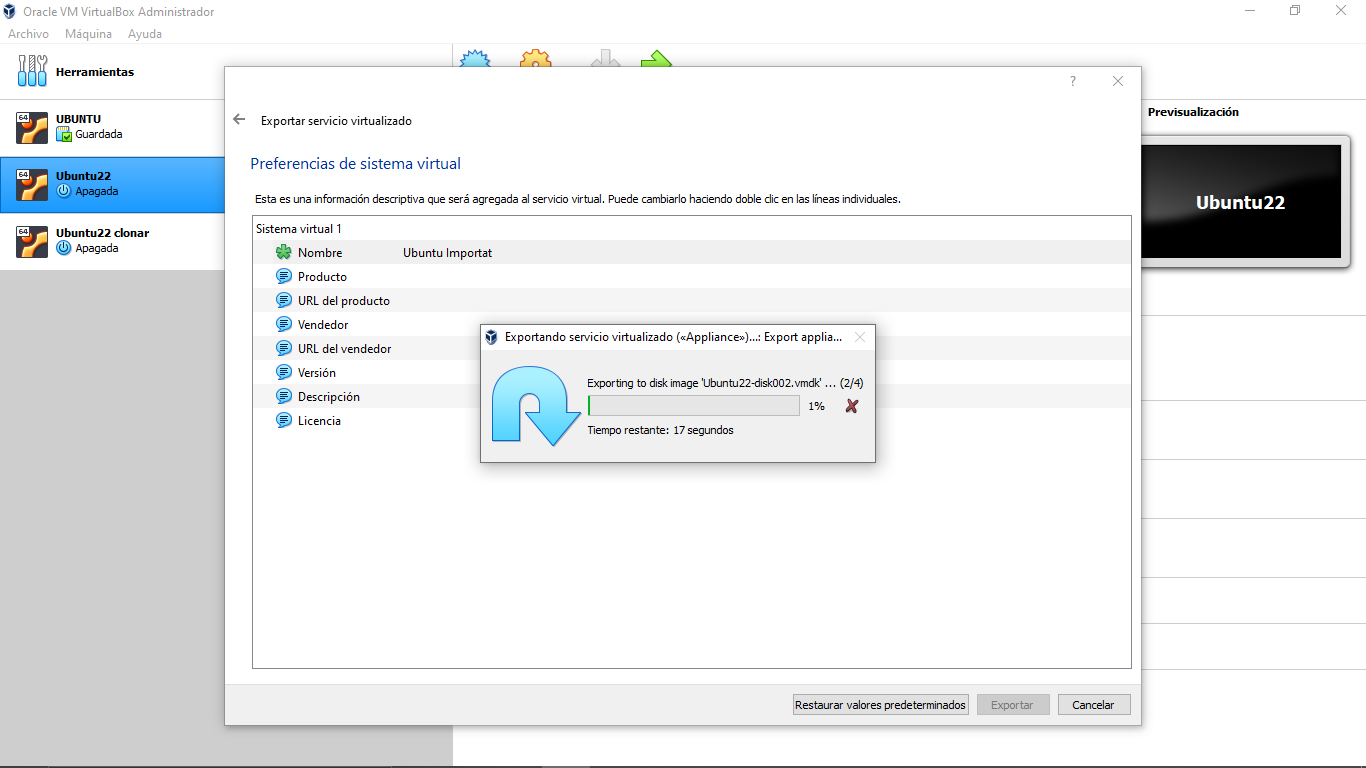 Oracle VM VirtualBox Administrador
Archivo Máquina Ayuda
Herramientas
64
UBUNTU
Guardada
64
Ubuntu22
Apagada
64
Ubuntu22 clonar
Apagada
?
Exportar servicio virtualizado
Preferencias de sistema virtual
Esta es una información descriptiva que será agregada al servicio virtual. Puede cambiarlo haciendo doble clic en las líneas individuales.
Sistema virtual 1
Nombre Ubuntu Importat
Producto
URL del producto
Vendedor
URL del vendedor
Versión
Descripción
Licencia
Exportando servicio virtualizado («Appliance»)...: Export applia...
Exporting to disk image 'Ubuntu22-disk002.vmdk' ... (2/4)
1%
Tiempo restante: 17 segundos
Restaurar valores predeterminados Exportar Cancelar
Previsualización
Ubuntu22